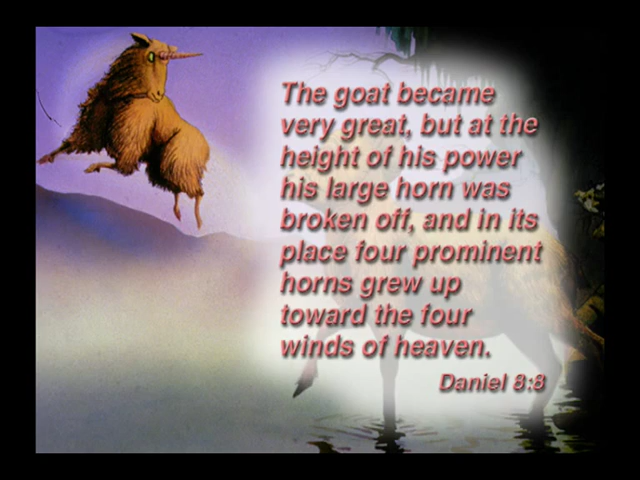 The goat became
very great, but at the
height of his power
his large horn was
broken off, and in its
place four prominent
horns grew up
toward the four
winds of heaven.
Daniel 8:8